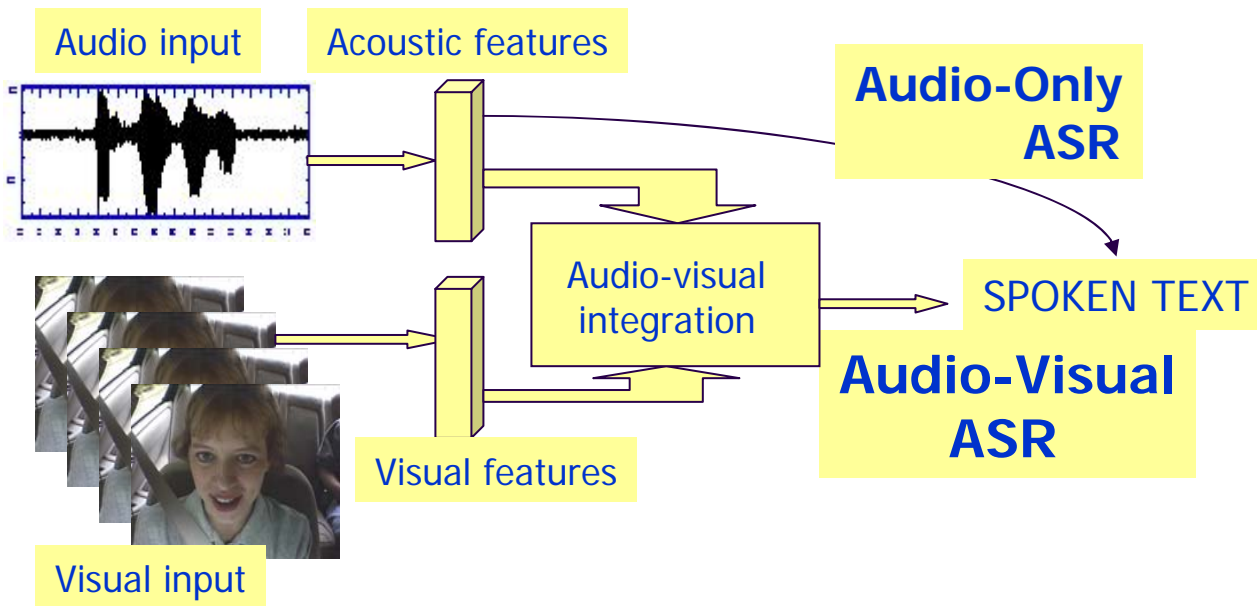 Audio input
Acoustic features
Audio-Only
ASR
Audio-visual
integration
SPOKEN TEXT
Audio-Visual
ASR
Visual features
Visual input